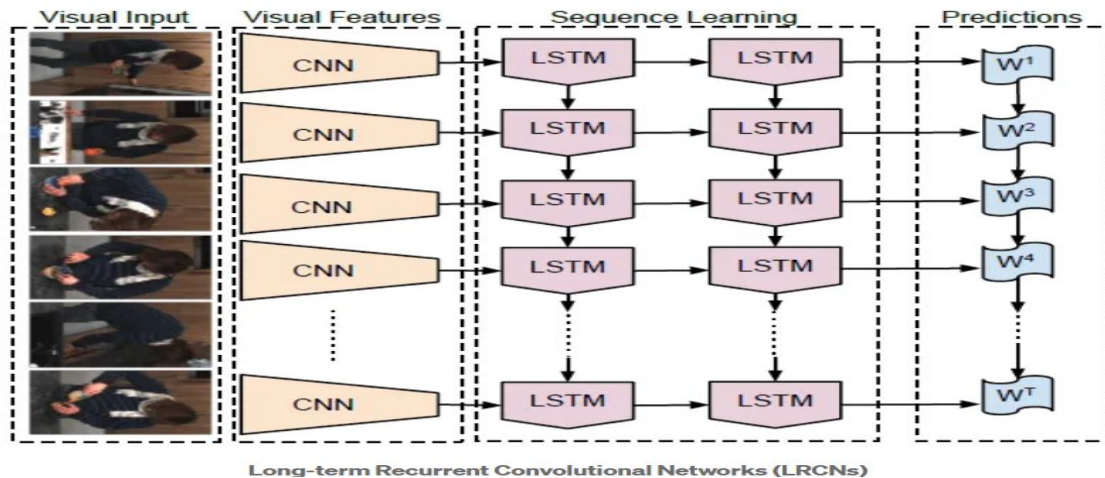 Visual Input Visual Features Sequence Learning Predictions
CNN LSTM LSTM W¹
CNN LSTM LSTM W²
CNN LSTM LSTM W³
CNN LSTM LSTM W⁴
CNN LSTM LSTM Wᵀ
Long-term Recurrent Convolutional Networks (LRCNs)